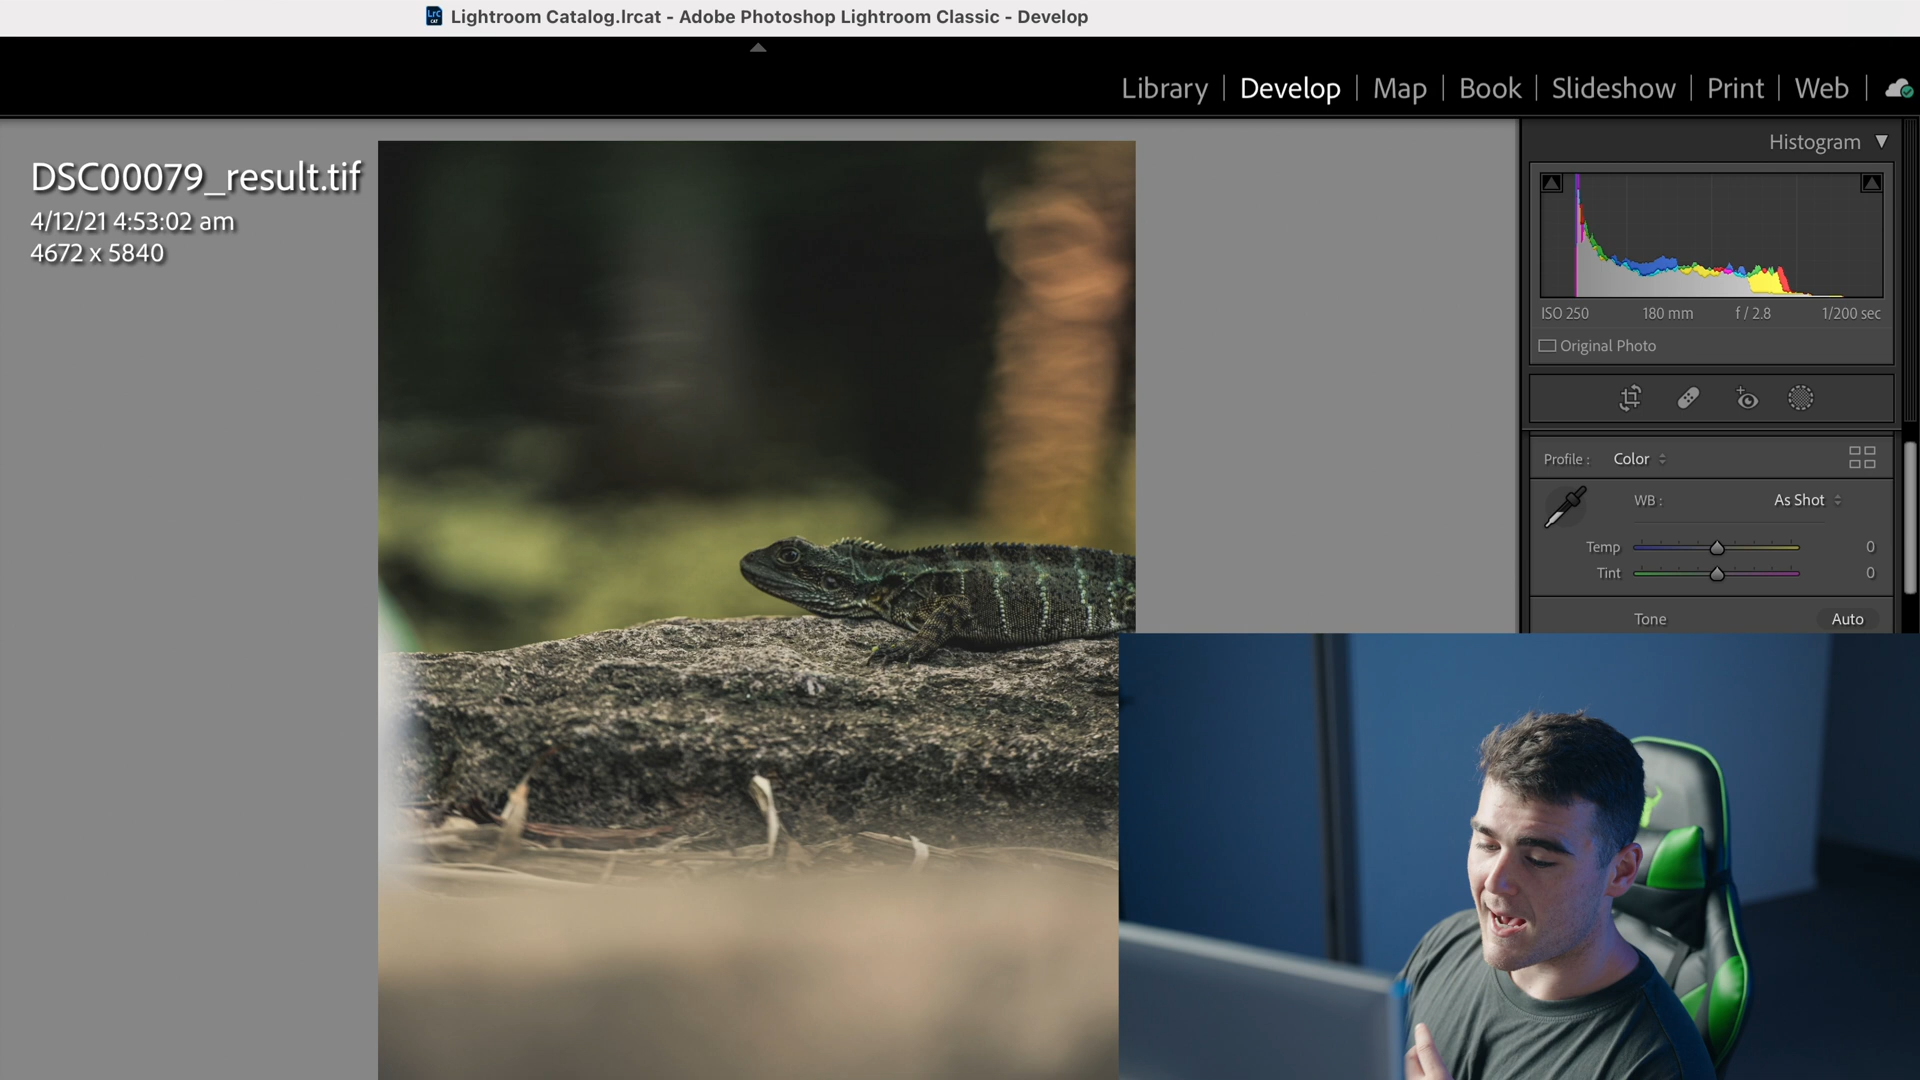 Lightroom Catalog.lrcat - Adobe Photoshop Lightroom Classic - Develop
Library | Develop | Map | Book | Slideshow | Print | Web |
DSC00079_result.tif
4/12/21 4:53:02 am
4672 x 5840
Histogram
ISO 250 180 mm f / 2.8 1/200 sec
Original Photo
Profile : Color
WB : As Shot
Temp 0
Tint 0
Tone Auto